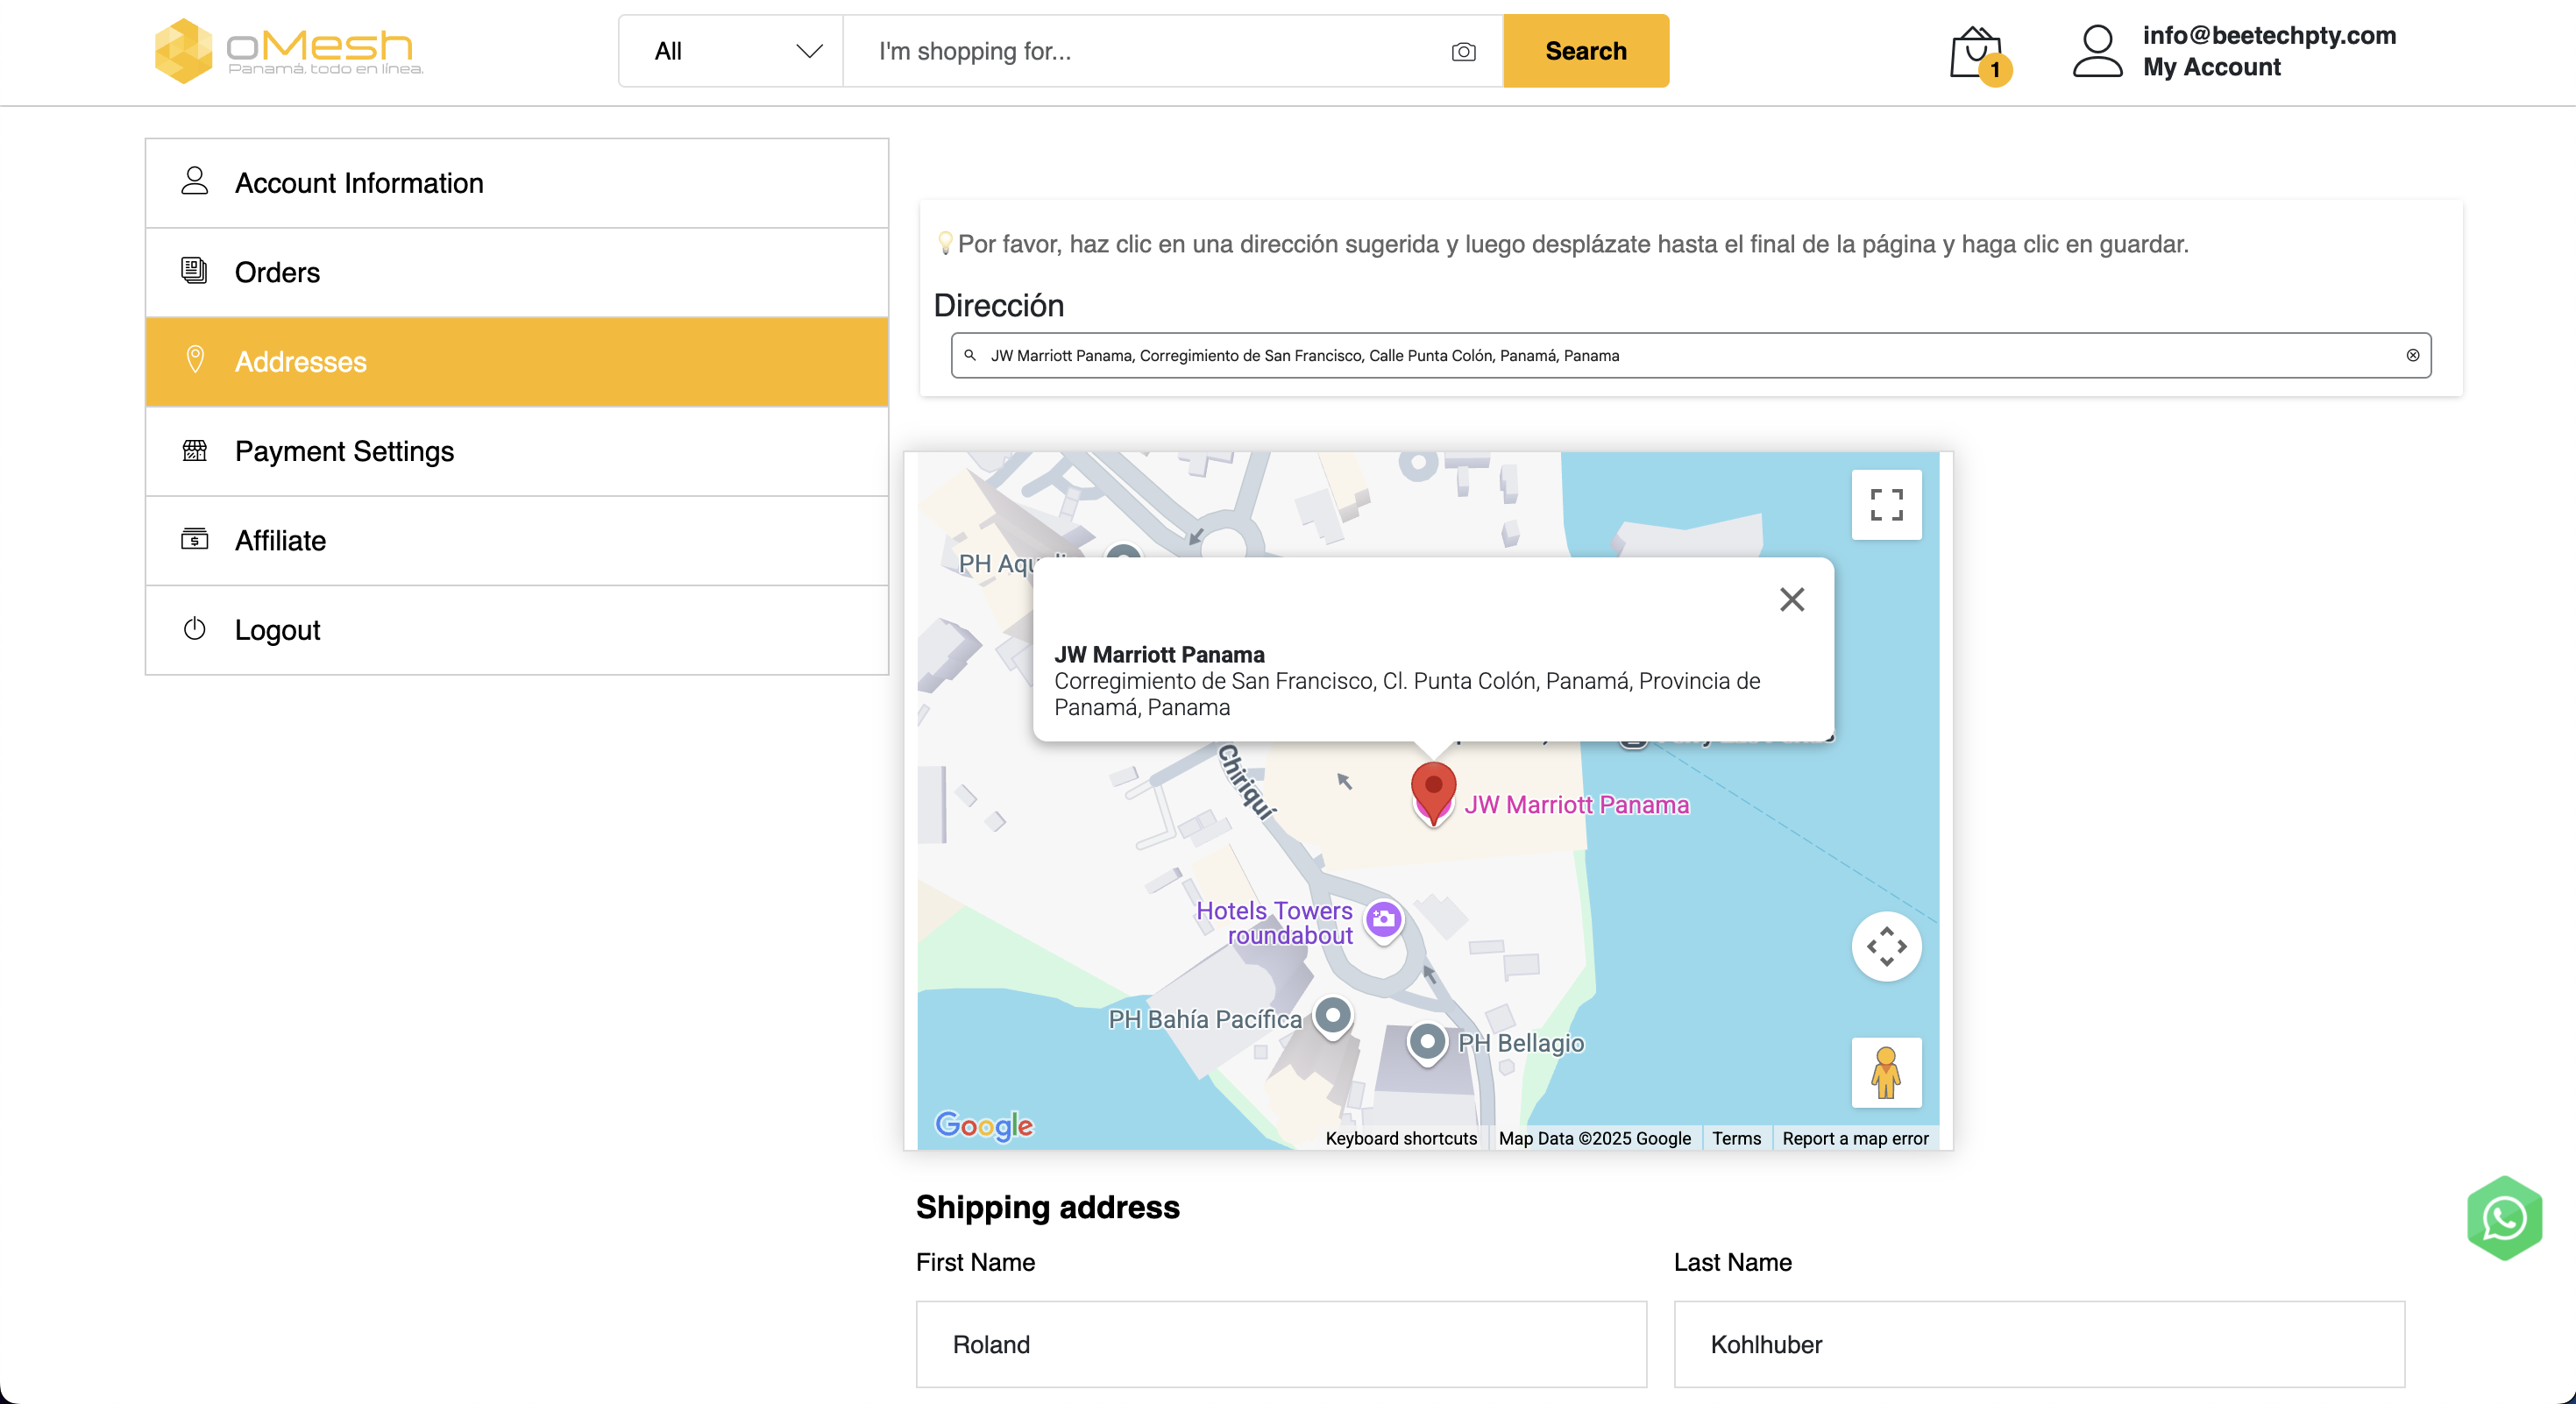 oMesh
Panamá. todo en línea.
All
I'm shopping for...
Search
1
info@beetechpty.com
My Account
Account Information
Orders
Addresses
Payment Settings
Affiliate
Logout
Por favor, haz clic en una dirección sugerida y luego desplázate hasta el final de la página y haga clic en guardar.
Dirección
JW Marriott Panama, Corregimiento de San Francisco, Calle Punta Colón, Panamá, Panama
PH
JW Marriott Panama
Corregimiento de San Francisco, Cl. Punta Colón, Panamá, Provincia de
Panamá, Panama
Chiriquí
JW Marriott Panama
Hotels Towers
roundabout
PH Bahía Pacífica
PH Bellagio
Google
Keyboard shortcuts
Map Data ©2025 Google
Terms
Report a map error
Shipping address
First Name
Last Name
Roland
Kohlhuber